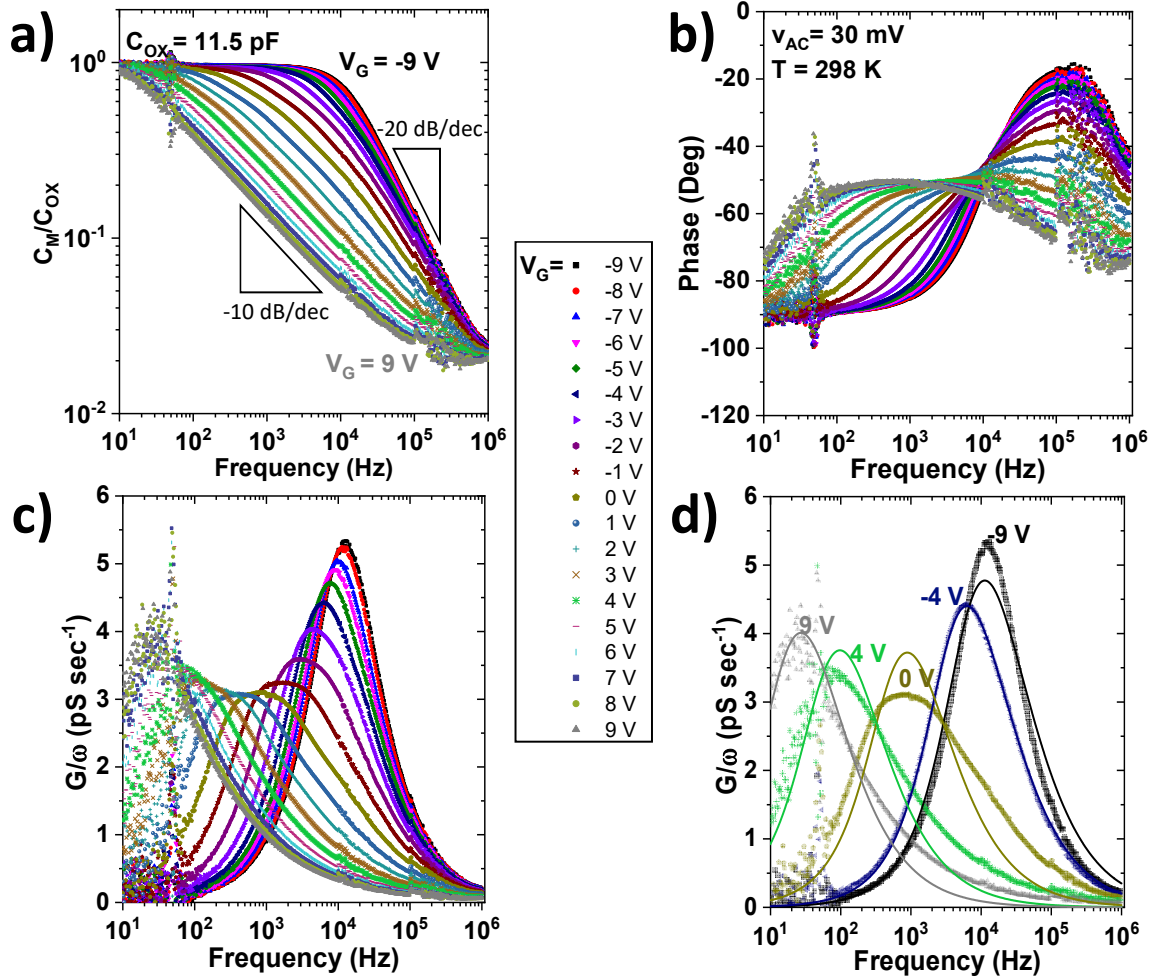 a)
C_OX = 11.5 pF
V_G = -9 V
-20 dB/dec
-10 dB/dec
V_G = 9 V
C_M/C_OX
10^0
10^-1
10^-2
10^1 10^2 10^3 10^4 10^5 10^6
Frequency (Hz)
b)
v_AC= 30 mV
T = 298 K
Phase (Deg)
0
-20
-40
-60
-80
-100
-120
10^1 10^2 10^3 10^4 10^5 10^6
Frequency (Hz)
V_G=
-9 V
-8 V
-7 V
-6 V
-5 V
-4 V
-3 V
-2 V
-1 V
0 V
1 V
2 V
3 V
4 V
5 V
6 V
7 V
8 V
9 V
c)
G/ω (pS sec^-1)
6
5
4
3
2
1
0
10^1 10^2 10^3 10^4 10^5 10^6
Frequency (Hz)
d)
-9 V
-4 V
9 V
4 V
0 V
G/ω (pS sec^-1)
6
5
4
3
2
1
0
10^1 10^2 10^3 10^4 10^5 10^6
Frequency (Hz)